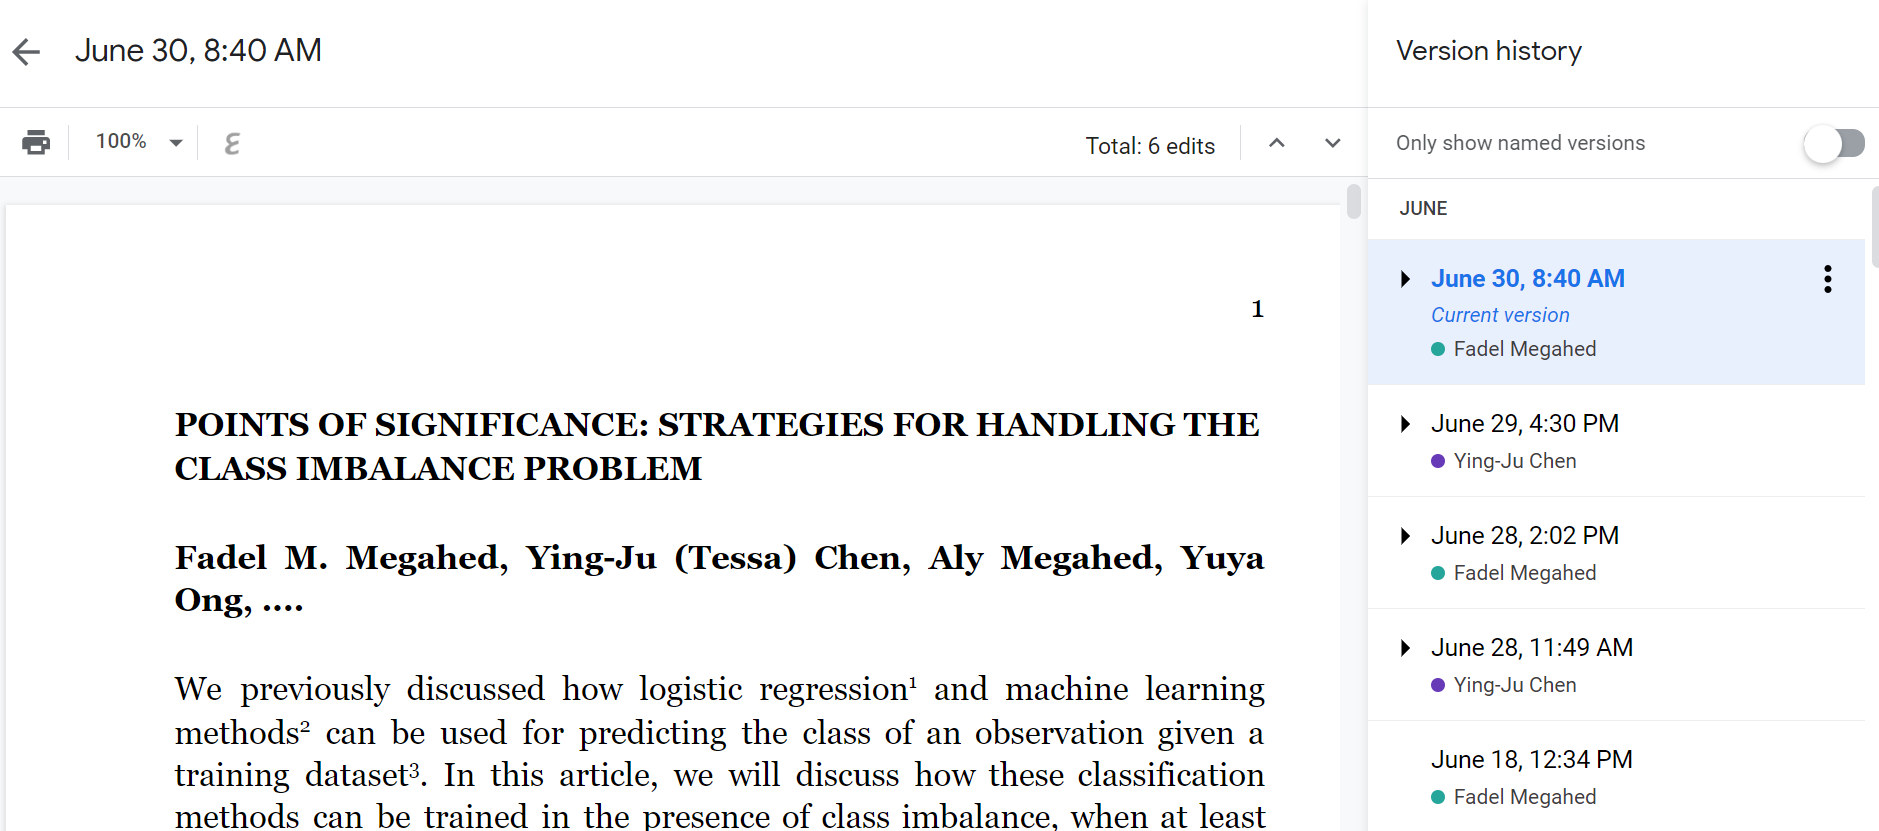 June 30, 8:40 AM
100%
Total: 6 edits
1
POINTS OF SIGNIFICANCE: STRATEGIES FOR HANDLING THE
CLASS IMBALANCE PROBLEM
Fadel M. Megahed, Ying-Ju (Tessa) Chen, Aly Megahed, Yuya
Ong, ....
We previously discussed how logistic regression¹ and machine learning
methods² can be used for predicting the class of an observation given a
training dataset³. In this article, we will discuss how these classification
methods can be trained in the presence of class imbalance, when at least
Version history
Only show named versions
JUNE
June 30, 8:40 AM
Current version
Fadel Megahed
June 29, 4:30 PM
Ying-Ju Chen
June 28, 2:02 PM
Fadel Megahed
June 28, 11:49 AM
Ying-Ju Chen
June 18, 12:34 PM
Fadel Megahed